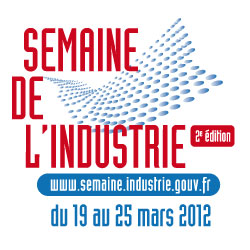 SEMAINE
DE
L'INDUSTRIE 2e édition
www.semaine.industrie.gouv.fr
du 19 au 25 mars 2012